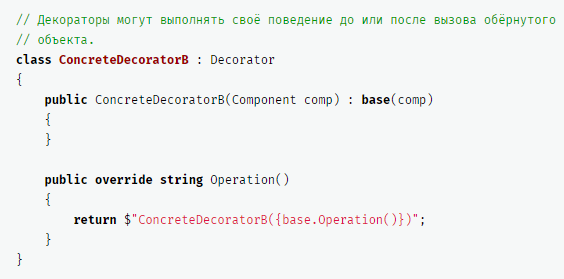 // Декораторы могут выполнять своё поведение до или после вызова обёрнутого
// объекта.
class ConcreteDecoratorB : Decorator
{
    public ConcreteDecoratorB(Component comp) : base(comp)
    {
    }

    public override string Operation()
    {
        return $"ConcreteDecoratorB({base.Operation()})";
    }
}